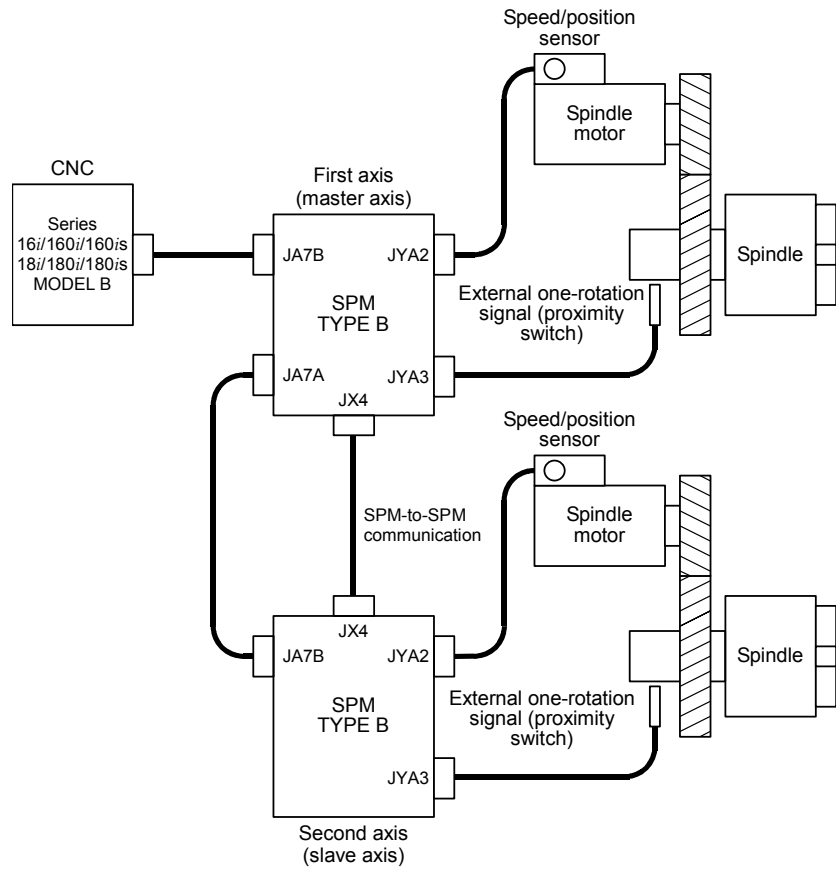 Speed/position
sensor
Spindle
motor
CNC
Series
16i/160i/160is
18i/180i/180is
MODEL B
First axis
(master axis)
JA7B
JYA2
SPM
TYPE B
JA7A
JYA3
JX4
External one-rotation
signal (proximity
switch)
Spindle
SPM-to-SPM
communication
Speed/position
sensor
Spindle
motor
JX4
JA7B
JYA2
SPM
TYPE B
JYA3
External one-rotation
signal (proximity
switch)
Spindle
Second axis
(slave axis)